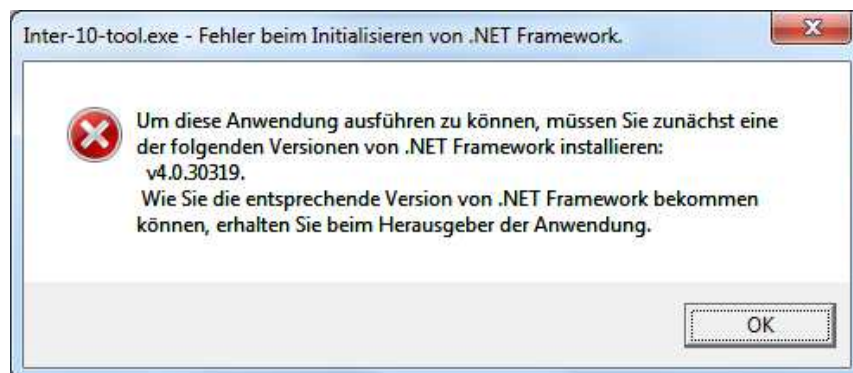 Inter-10-tool.exe - Fehler beim Initialisieren von .NET Framework.
Um diese Anwendung ausführen zu können, müssen Sie zunächst eine
der folgenden Versionen von .NET Framework installieren:
v4.0.30319.
Wie Sie die entsprechende Version von .NET Framework bekommen
können, erhalten Sie beim Herausgeber der Anwendung.
OK